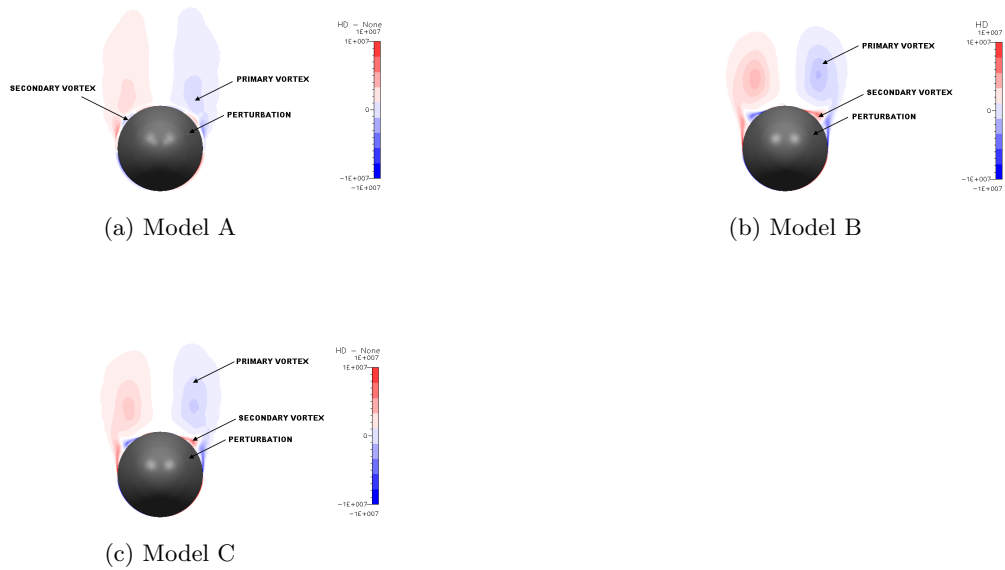 HD - None
1E+007
1E+007
SECONDARY VORTEX
PRIMARY VORTEX
PERTURBATION
0
-1E+007
-1E+007
(a) Model A
HD
1E+007
1E+007
PRIMARY VORTEX
SECONDARY VORTEX
PERTURBATION
0
-1E+007
-1E+007
(b) Model B
HD - None
1E+007
1E+007
PRIMARY VORTEX
SECONDARY VORTEX
PERTURBATION
0
-1E+007
-1E+007
(c) Model C